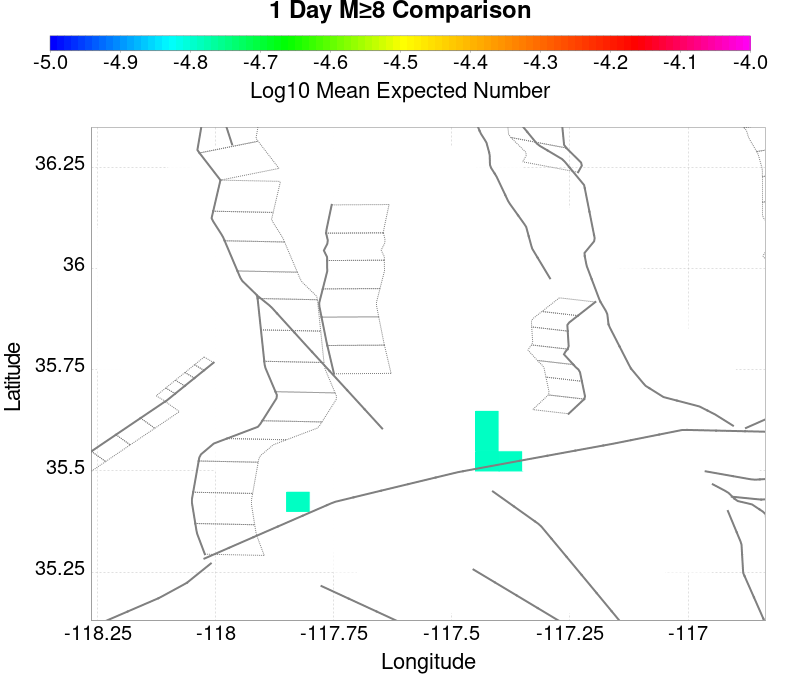 1 Day M≥8 Comparison
-5.0 -4.9 -4.8 -4.7 -4.6 -4.5 -4.4 -4.3 -4.2 -4.1 -4.0
Log10 Mean Expected Number
36.25
36
35.75
35.5
35.25
Latitude
-118.25 -118 -117.75 -117.5 -117.25 -117
Longitude